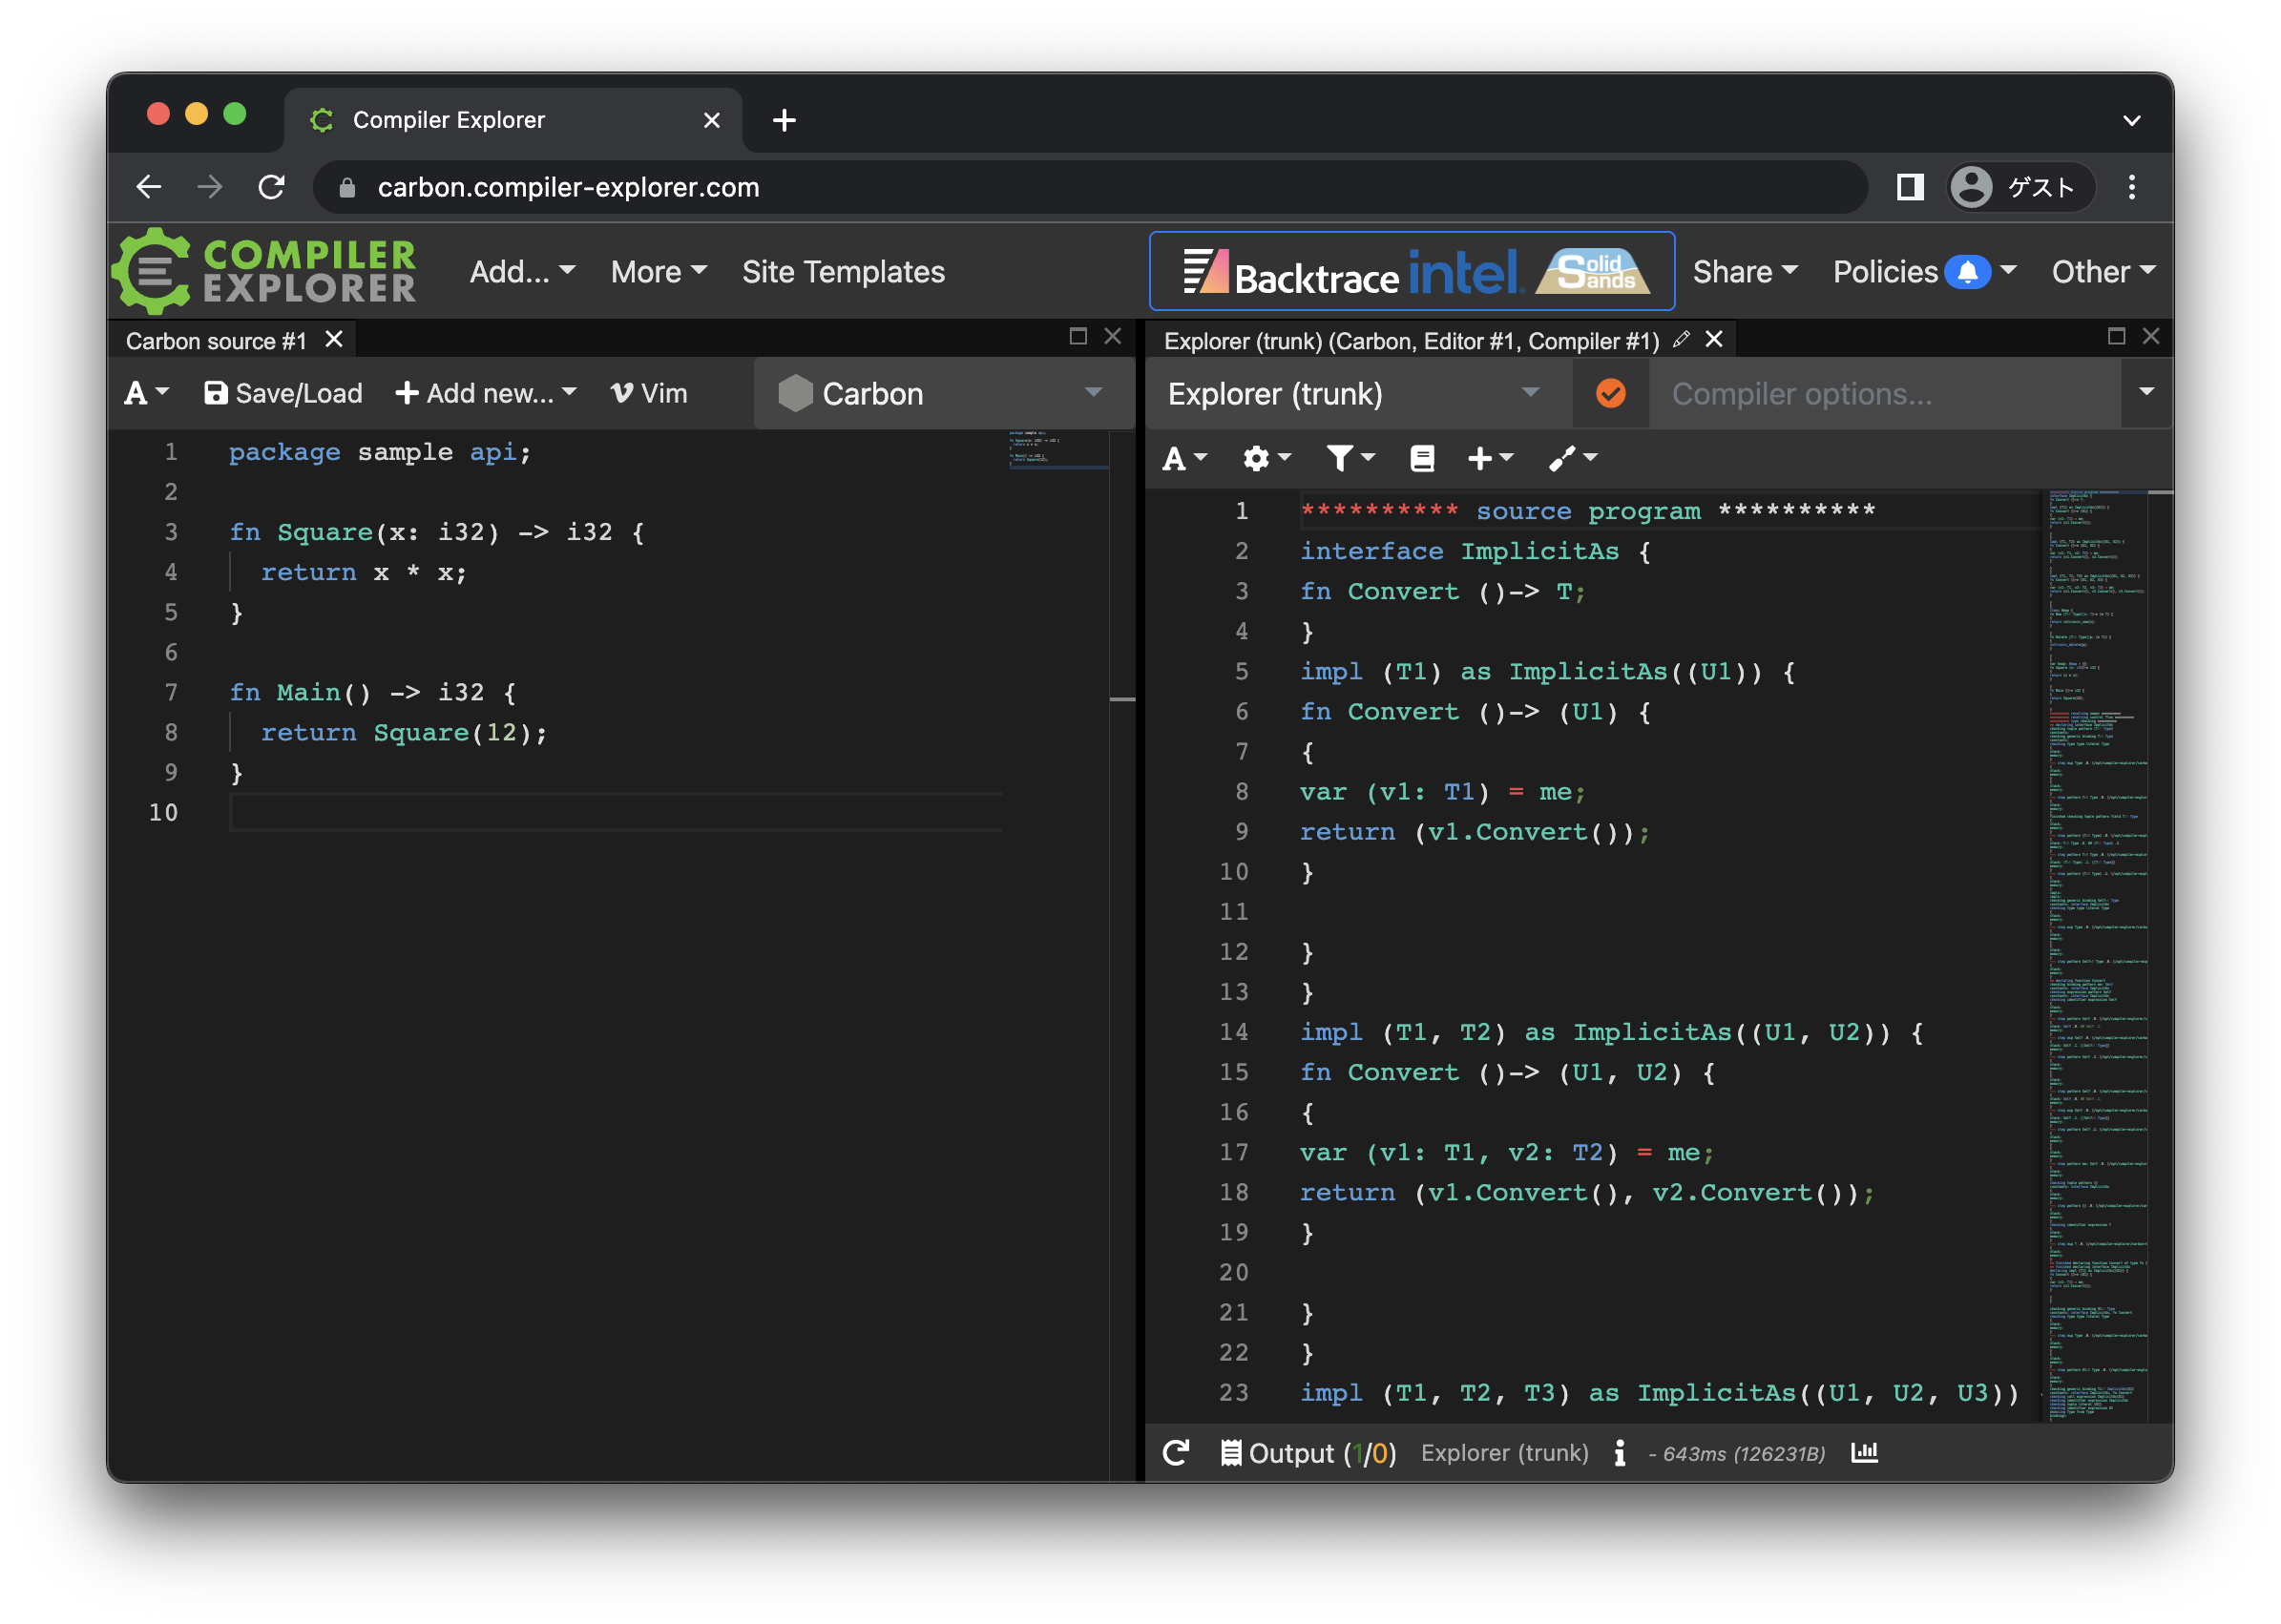 Compiler Explorer
carbon.compiler-explorer.com
ゲスト
COMPILER
EXPLORER
Add...
More
Site Templates
Backtrace
intel.
Solid
Sands
Share
Policies
Other
Carbon source #1
A
Save/Load
Add new...
Vim
Carbon
1 package sample api;
2
3 fn Square(x: i32) -> i32 {
4 return x * x;
5 }
6
7 fn Main() -> i32 {
8 return Square(12);
9 }
10
Explorer (trunk) (Carbon, Editor #1, Compiler #1)
Explorer (trunk)
Compiler options...
A
1 ********** source program **********
2 interface ImplicitAs {
3 fn Convert ()-> T;
4 }
5 impl (T1) as ImplicitAs((U1)) {
6 fn Convert ()-> (U1) {
7 {
8 var (v1: T1) = me;
9 return (v1.Convert());
10 }
11
12 }
13 }
14 impl (T1, T2) as ImplicitAs((U1, U2)) {
15 fn Convert ()-> (U1, U2) {
16 {
17 var (v1: T1, v2: T2) = me;
18 return (v1.Convert(), v2.Convert());
19 }
20
21 }
22 }
23 impl (T1, T2, T3) as ImplicitAs((U1, U2, U3))
Output (1/0) Explorer (trunk) - 643ms (126231B)